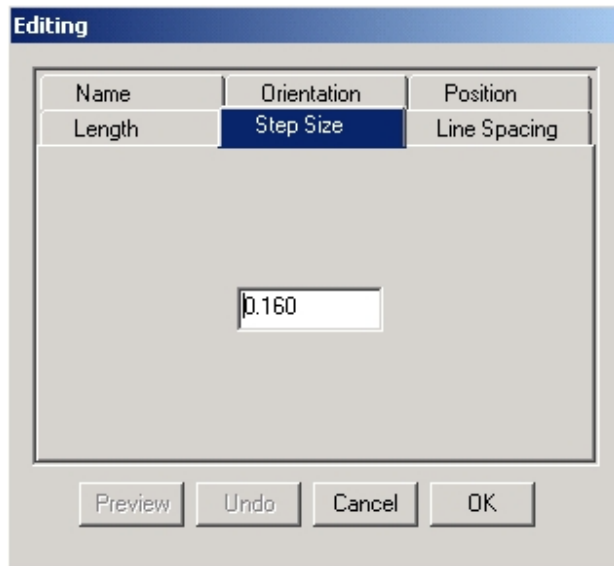 Editing
Name Orientation Position
Length Step Size Line Spacing
0.160
Preview Undo Cancel OK